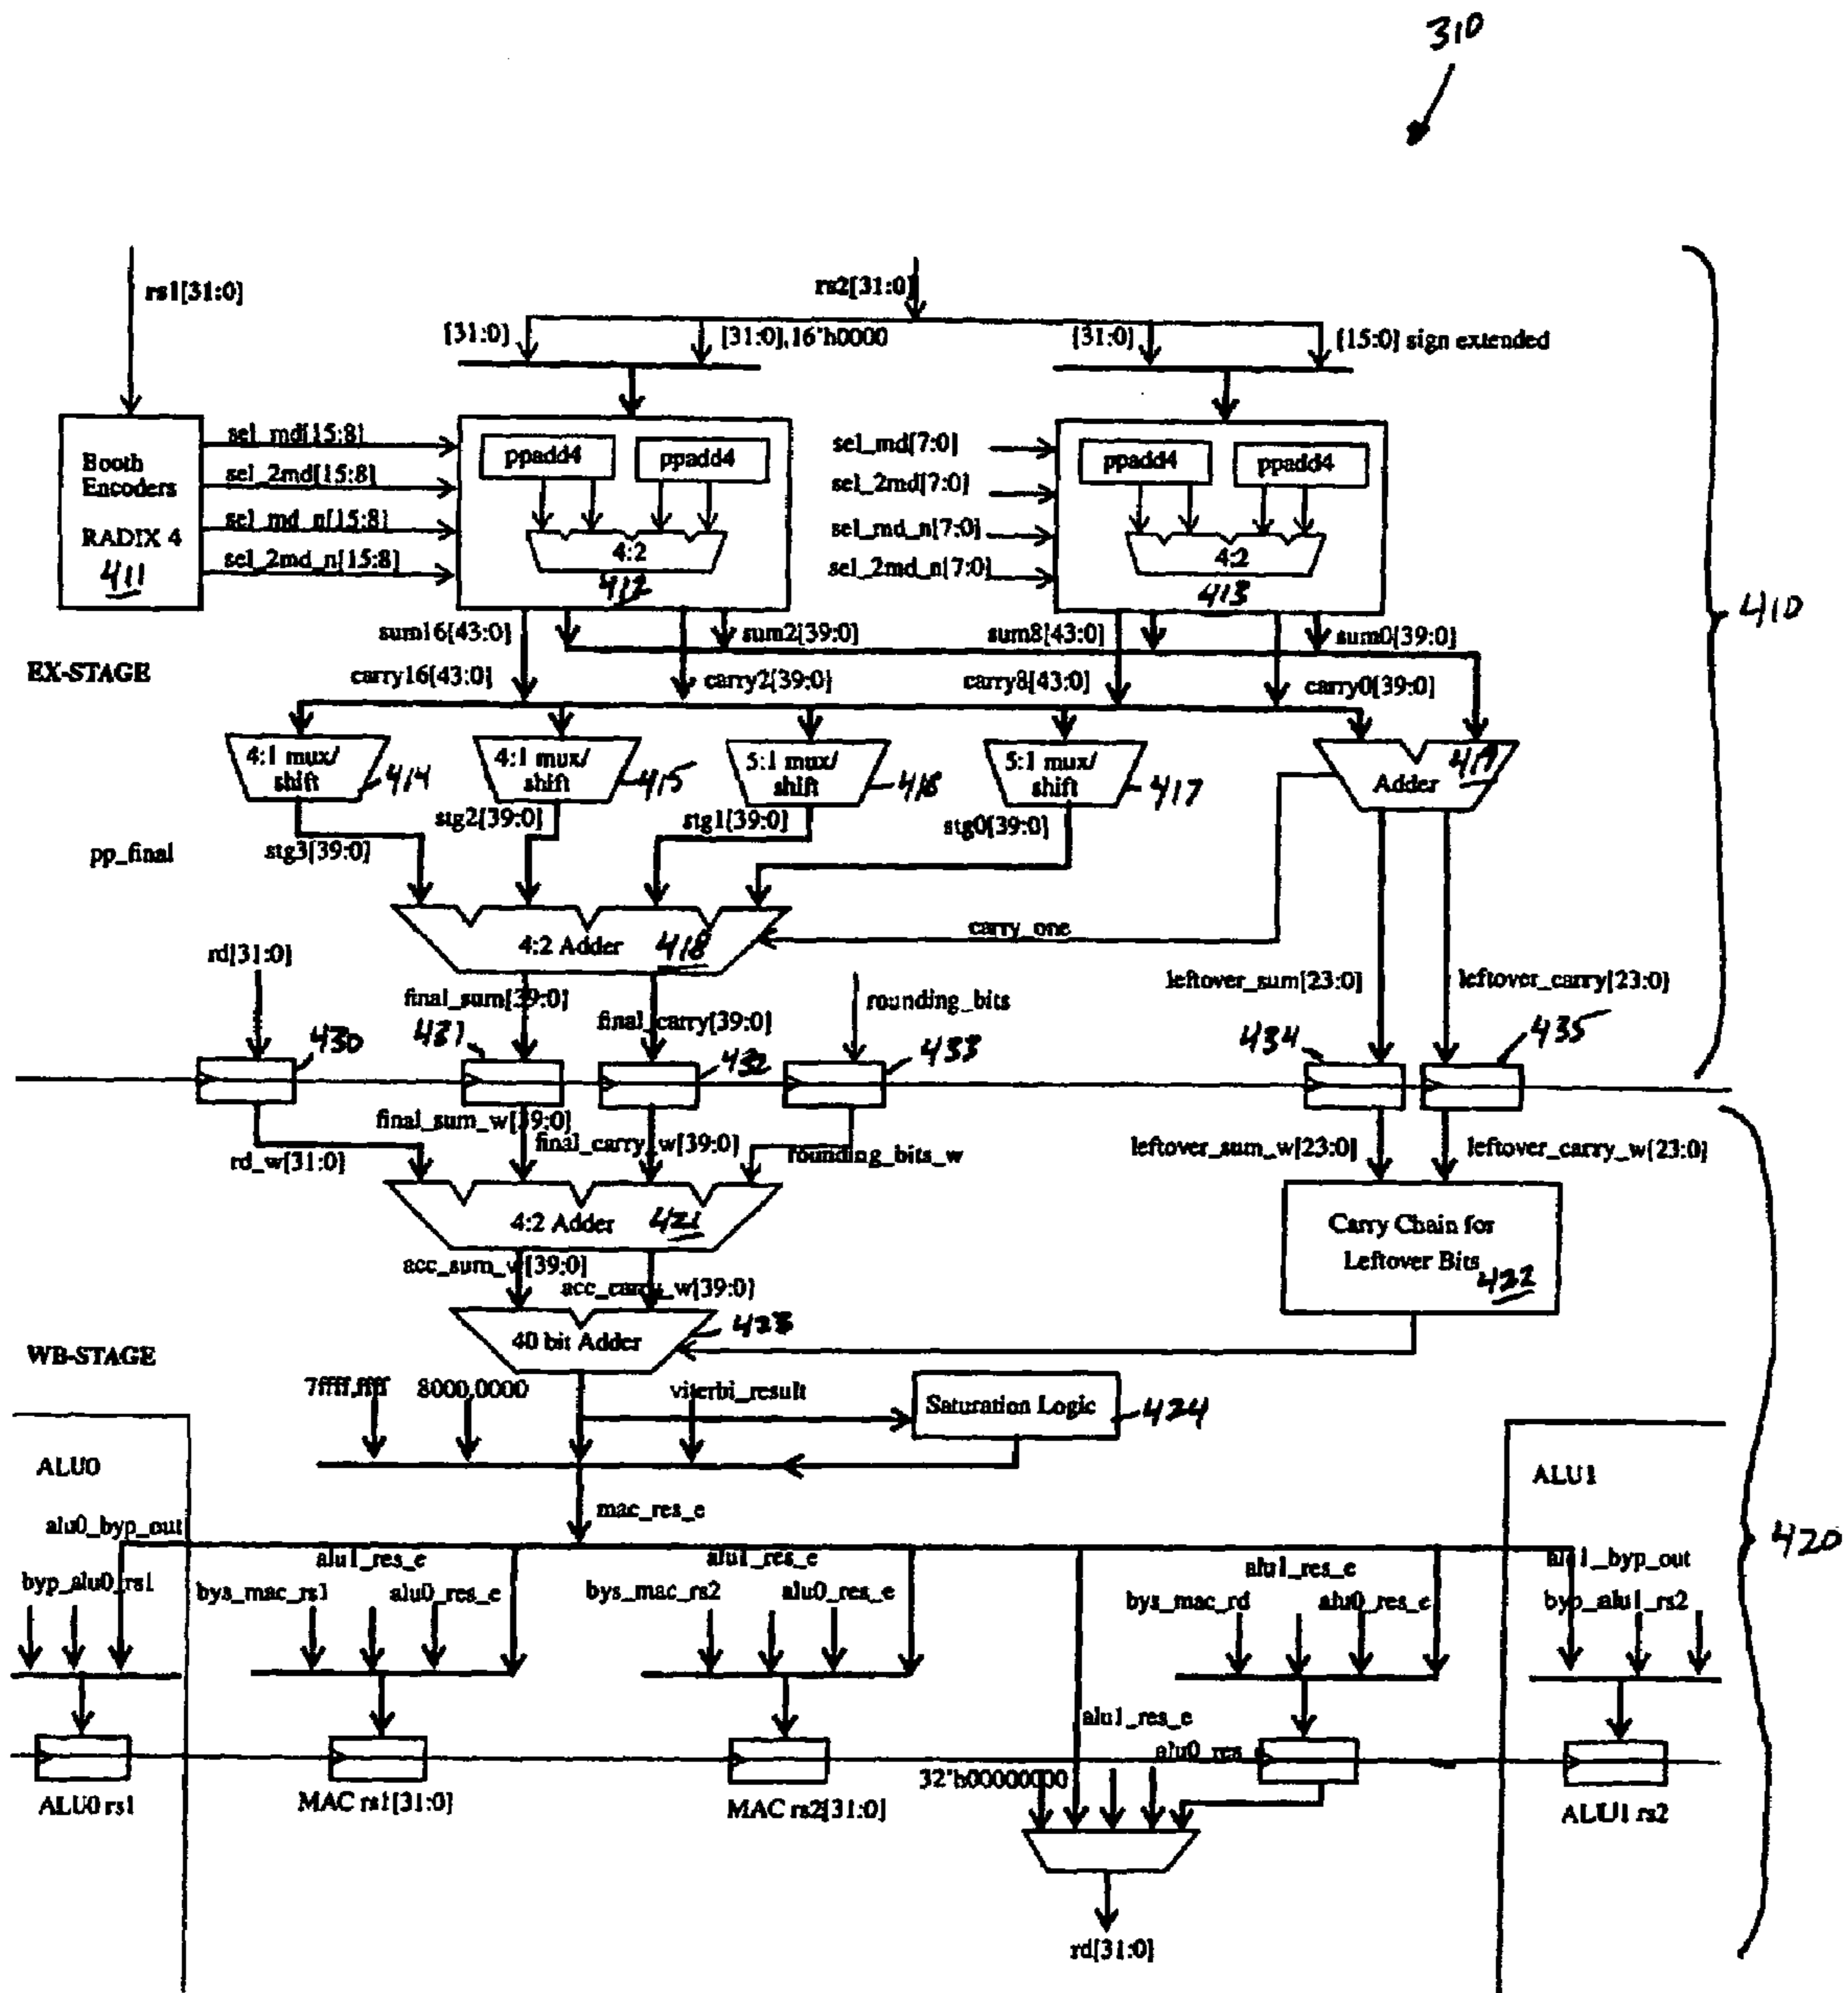 310
rs1[31:0]
rs2[31:0]
[31:0]
[31:0],16'h0000
[31:0]
[15:0] sign extended
Booth
Encoders
RADIX 4
411
sel_md[15:8]
sel_2md[15:8]
sel_md_n[15:8]
sel_2md_n[15:8]
ppadd4
ppadd4
4:2
412
sel_md[7:0]
sel_2md[7:0]
sel_md_n[7:0]
sel_2md_n[7:0]
ppadd4
ppadd4
4:2
413
410
sum16[43:0]
sum2[39:0]
sum8[43:0]
sum0[39:0]
EX-STAGE
carry16[43:0]
carry2[39:0]
carry8[43:0]
carry0[39:0]
4:1 mux/
shift
414
4:1 mux/
shift
415
5:1 mux/
shift
416
5:1 mux/
shift
417
Adder
419
pp_final
stg3[39:0]
stg2[39:0]
stg1[39:0]
stg0[39:0]
4:2 Adder
418
carry_one
rd[31:0]
final_sum[39:0]
final_carry[39:0]
rounding_bits
leftover_sum[23:0]
leftover_carry[23:0]
430
431
432
433
434
435
rd_w[31:0]
final_sum_w[39:0]
final_carry_w[39:0]
rounding_bits_w
leftover_sum_w[23:0]
leftover_carry_w[23:0]
4:2 Adder
421
Carry Chain for
Leftover Bits
422
acc_sum_w[39:0]
acc_carry_w[39:0]
40 bit Adder
423
WB-STAGE
7ffff,ffff
8000,0000
viterbi_result
Saturation Logic
424
ALU0
ALU1
mac_res_e
420
alu0_byp_out
byp_alu0_rs1
alu1_res_e
bys_mac_rs1
alu0_res_e
alu1_res_e
bys_mac_rs2
alu0_res_e
alu1_res_e
bys_mac_rd
alu0_res_e
alu1_byp_out
byp_alu1_rs2
alu1_res_e
alu0_res
32'h00000000
ALU0 rs1
MAC rs1[31:0]
MAC rs2[31:0]
ALU1 rs2
rd[31:0]